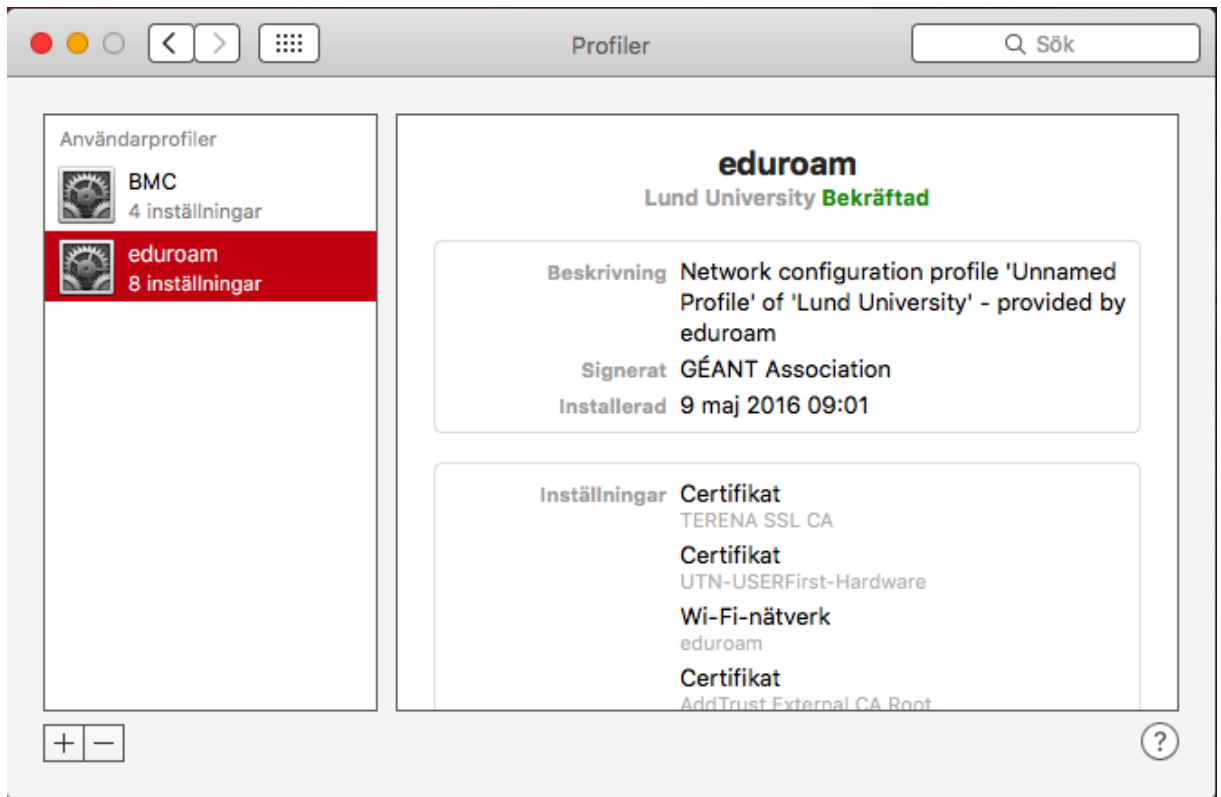 Profiler
Sök
Användarprofiler
BMC
4 inställningar
eduroam
8 inställningar
eduroam
Lund University Bekräftad
Beskrivning Network configuration profile 'Unnamed
Profile' of 'Lund University' - provided by
eduroam
Signerat GÉANT Association
Installerad 9 maj 2016 09:01
Inställningar Certifikat
TERENA SSL CA
Certifikat
UTN-USERFirst-Hardware
Wi-Fi-nätverk
eduroam
Certifikat
AddTrust External CA Root
+ −
?